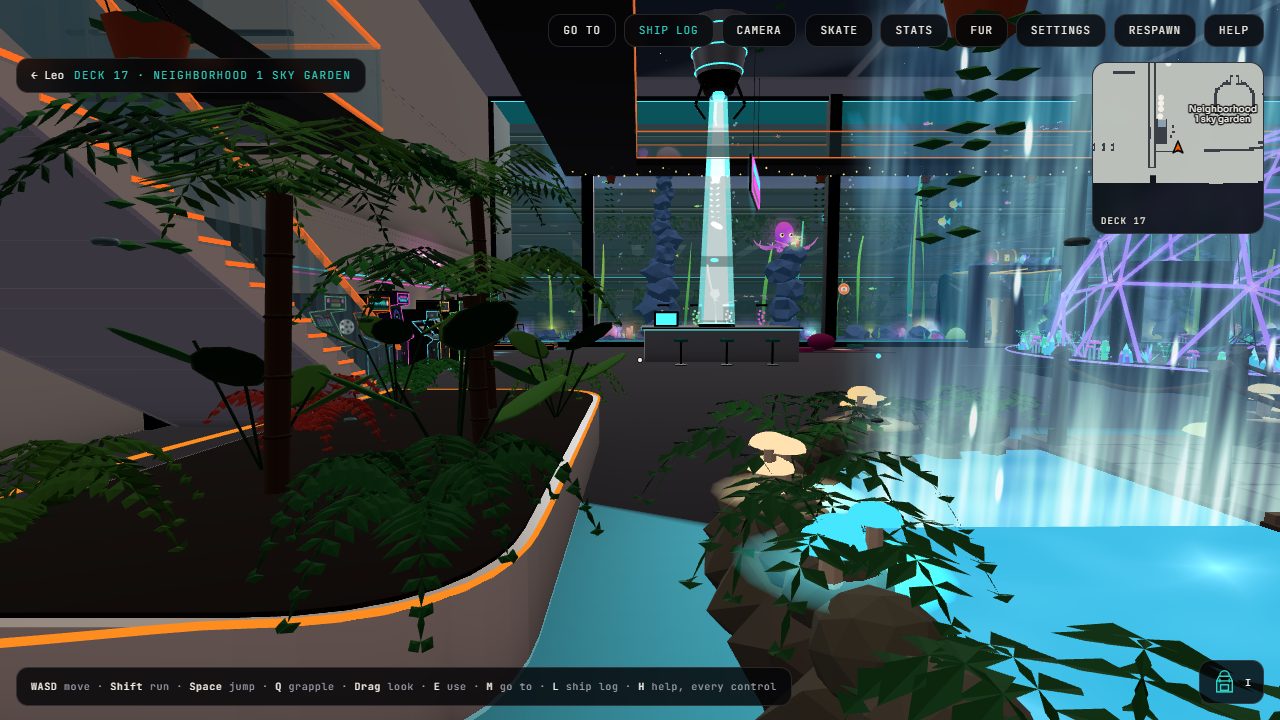 GO TO
SHIP LOG
CAMERA
SKATE
STATS
FUR
SETTINGS
RESPAWN
HELP
← Leo DECK 17 · NEIGHBORHOOD 1 SKY GARDEN
Neighborhood
1 sky garden
DECK 17
WASD move · Shift run · Space jump · Q grapple · Drag look · E use · M go to · L ship log · H help, every control
I